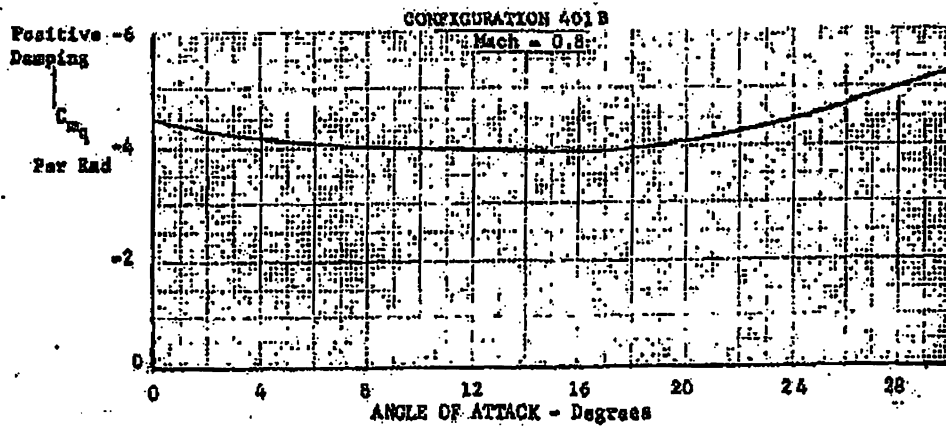 CONFIGURATION 401B
Mach = 0.8
Positive -6
Damping
Cmq
-4
Per Rad
-2
0
0 4 8 12 16 20 24 28
ANGLE OF ATTACK - Degrees